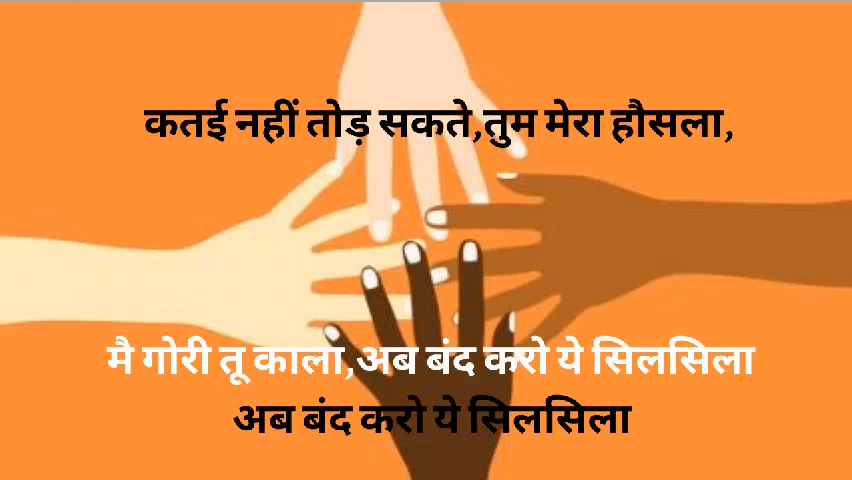 कतई नहीं तोड़ सकते,तुम मेरा हौसला,
मै गोरी तू काला,अब बंद करो ये सिलसिला
अब बंद करो ये सिलसिला